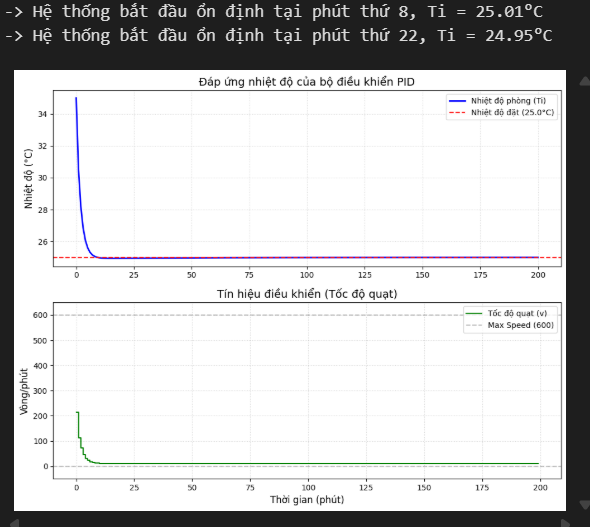 -> Hệ thống bắt đầu ổn định tại phút thứ 8, Ti = 25.01°C
-> Hệ thống bắt đầu ổn định tại phút thứ 22, Ti = 24.95°C
Đáp ứng nhiệt độ của bộ điều khiển PID
Nhiệt độ phòng (Ti)
Nhiệt độ đặt (25.0°C)
Nhiệt độ (°C)
34
32
30
28
26
0 25 50 75 100 125 150 175 200
Tín hiệu điều khiển (Tốc độ quạt)
Tốc độ quat (v)
Max Speed (600)
Vòng/phút
600
500
400
300
200
100
0
0 25 50 75 100 125 150 175 200
Thời gian (phút)